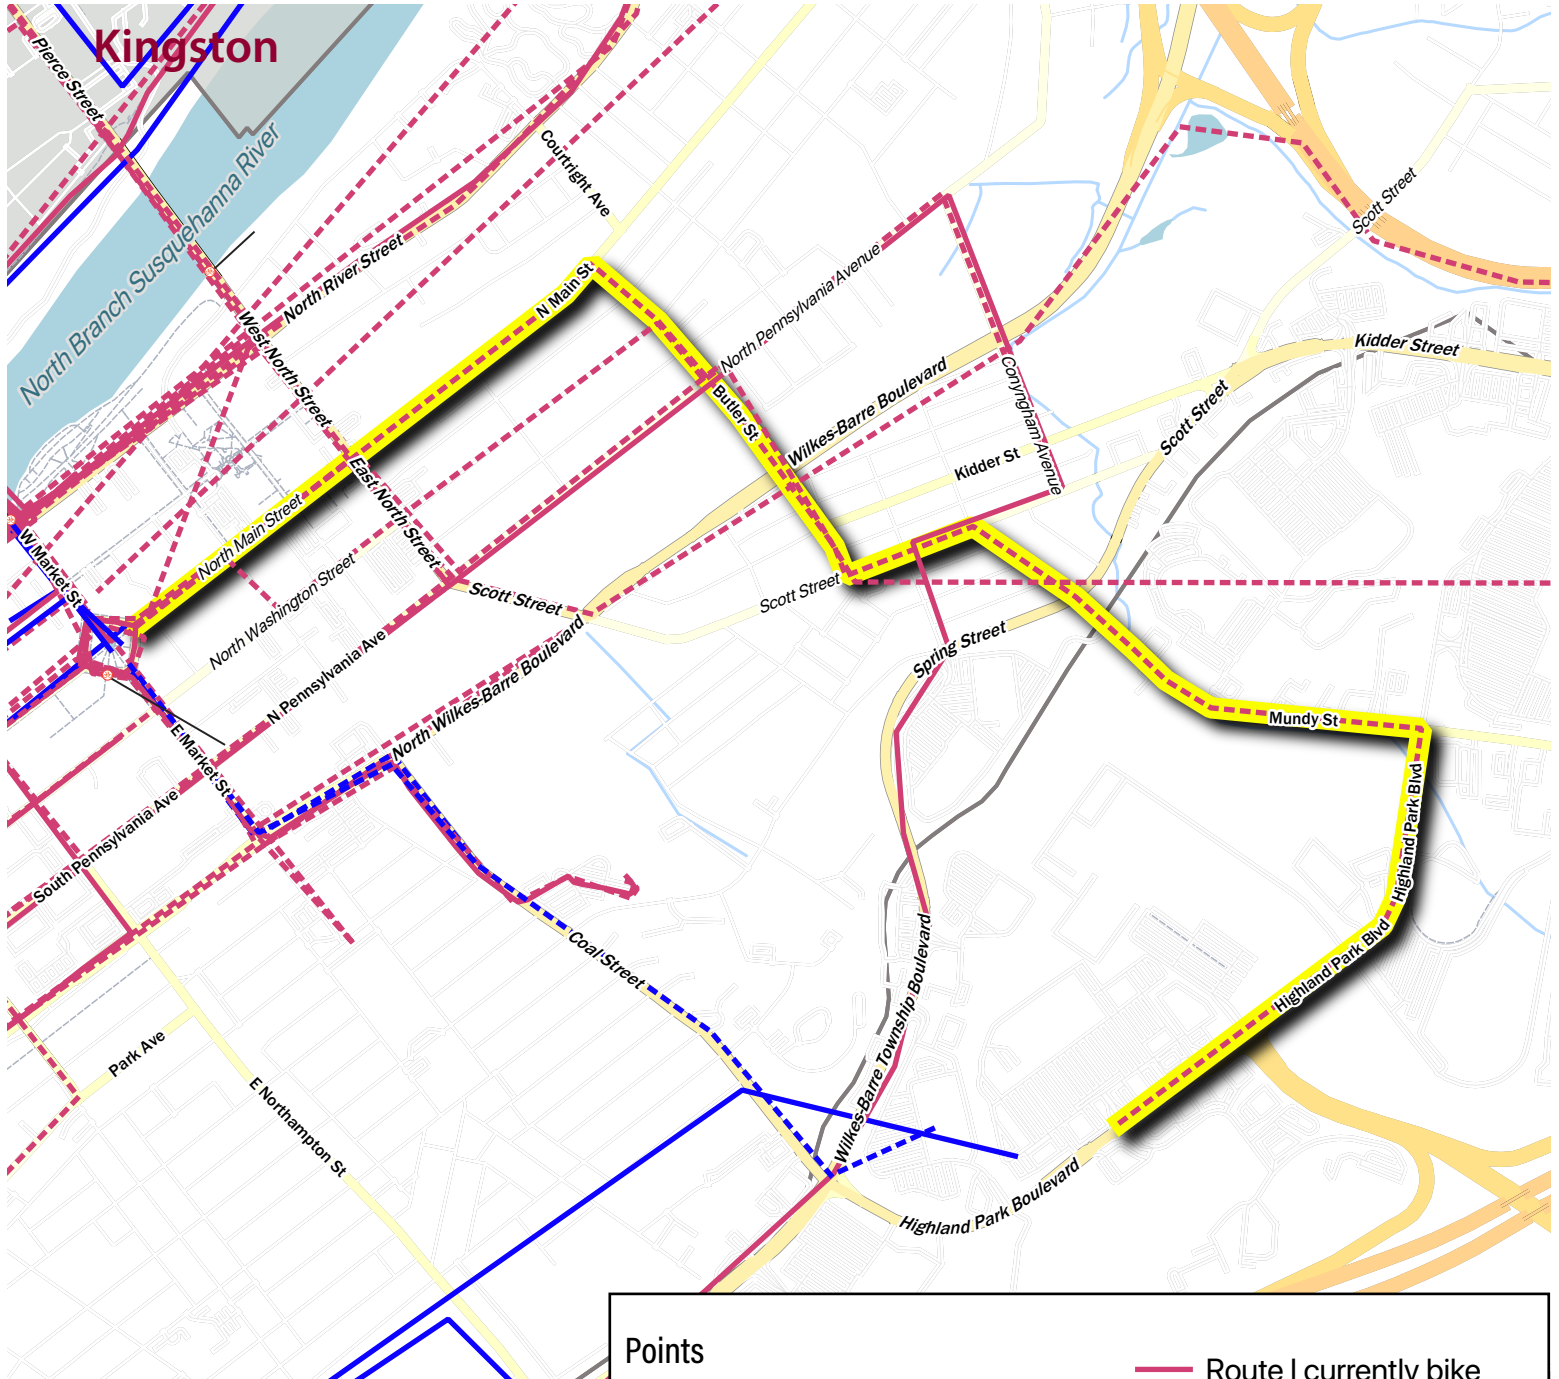 Kingston
Pierce Street
North Branch Susquehanna River
Courtright Ave
North River Street
West North Street
N Main St
North Pennsylvania Avenue
Scott Street
Kidder Street
Butler St
Wilkes-Barre Boulevard
Conyngham Avenue
Scott Street
Kidder St
East North Street
North Main Street
W Market St
North Washington Street
Scott Street
Scott Street
Spring Street
N Pennsylvania Ave
North Wilkes-Barre Boulevard
Mundy St
E Market St
South Pennsylvania Ave
Highland Park Blvd
Highland Park Blvd
Coal Street
Wilkes-Barre Township Boulevard
Park Ave
E Northampton St
Highland Park Boulevard
Points
Route I currently bike